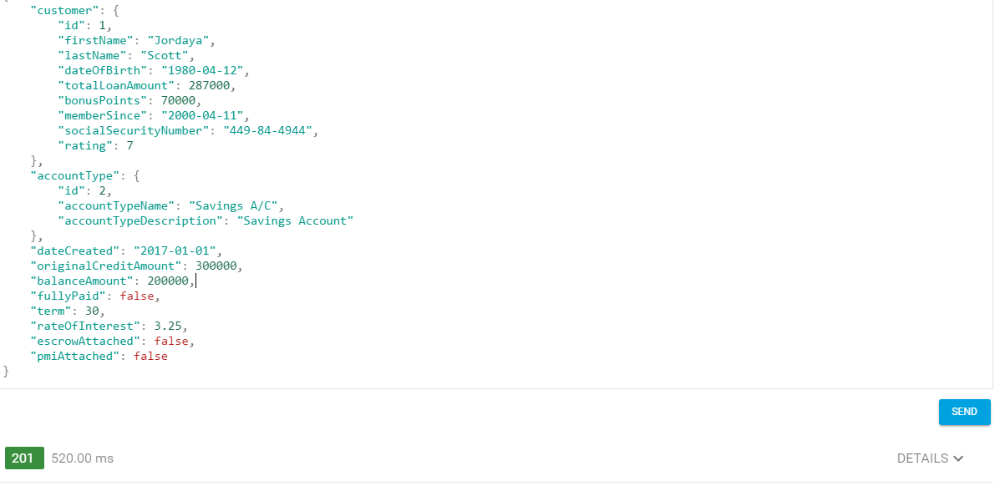 {
"customer": {
"id": 1,
"firstName": "Jordaya",
"lastName": "Scott",
"dateOfBirth": "1980-04-12",
"totalLoanAmount": 287000,
"bonusPoints": 70000,
"memberSince": "2000-04-11",
"socialSecurityNumber": "449-84-4944",
"rating": 7
},
"accountType": {
"id": 2,
"accountTypeName": "Savings A/C",
"accountTypeDescription": "Savings Account"
},
"dateCreated": "2017-01-01",
"originalCreditAmount": 300000,
"balanceAmount": 200000,
"fullyPaid": false,
"term": 30,
"rateOfInterest": 3.25,
"escrowAttached": false,
"pmiAttached": false
}
SEND
201 520.00 ms DETAILS